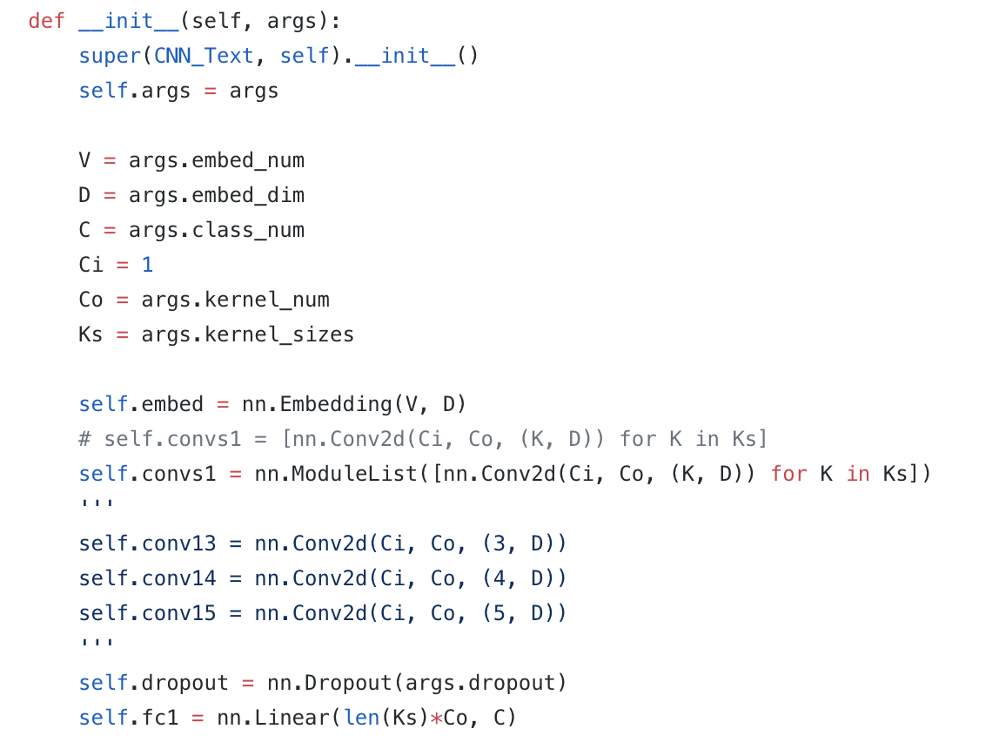 def __init__(self, args):
    super(CNN_Text, self).__init__()
    self.args = args

    V = args.embed_num
    D = args.embed_dim
    C = args.class_num
    Ci = 1
    Co = args.kernel_num
    Ks = args.kernel_sizes

    self.embed = nn.Embedding(V, D)
    # self.convs1 = [nn.Conv2d(Ci, Co, (K, D)) for K in Ks]
    self.convs1 = nn.ModuleList([nn.Conv2d(Ci, Co, (K, D)) for K in Ks])
    '''
    self.conv13 = nn.Conv2d(Ci, Co, (3, D))
    self.conv14 = nn.Conv2d(Ci, Co, (4, D))
    self.conv15 = nn.Conv2d(Ci, Co, (5, D))
    '''
    self.dropout = nn.Dropout(args.dropout)
    self.fc1 = nn.Linear(len(Ks)*Co, C)